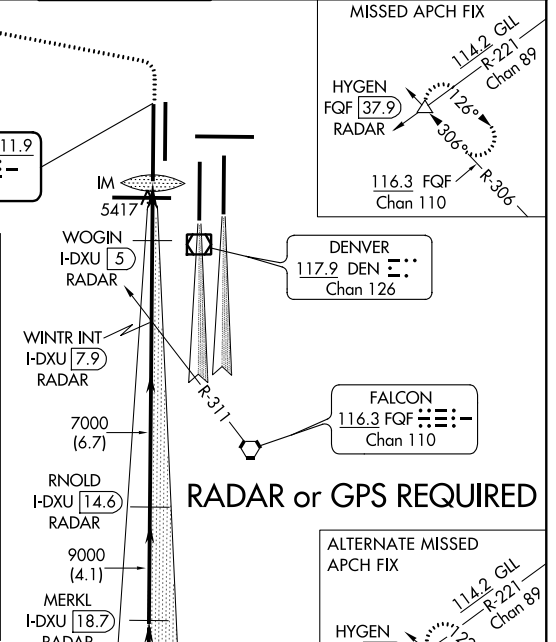 MISSED APCH FIX
114.2 GLL
R-221
Chan 89
HYGEN
FQF 37.9
RADAR
126°
306°
116.3 FQF
Chan 110
R-306
11.9
IM
5417
WOGIN
I-DXU 5
RADAR
DENVER
117.9 DEN
Chan 126
WINTR INT
I-DXU 7.9
RADAR
R-311
FALCON
116.3 FQF
Chan 110
7000
(6.7)
RNOLD
I-DXU 14.6
RADAR
RADAR or GPS REQUIRED
9000
(4.1)
MERKL
I-DXU 18.7
RADAR
ALTERNATE MISSED
APCH FIX
114.2 GLL
R-221
Chan 89
HYGEN